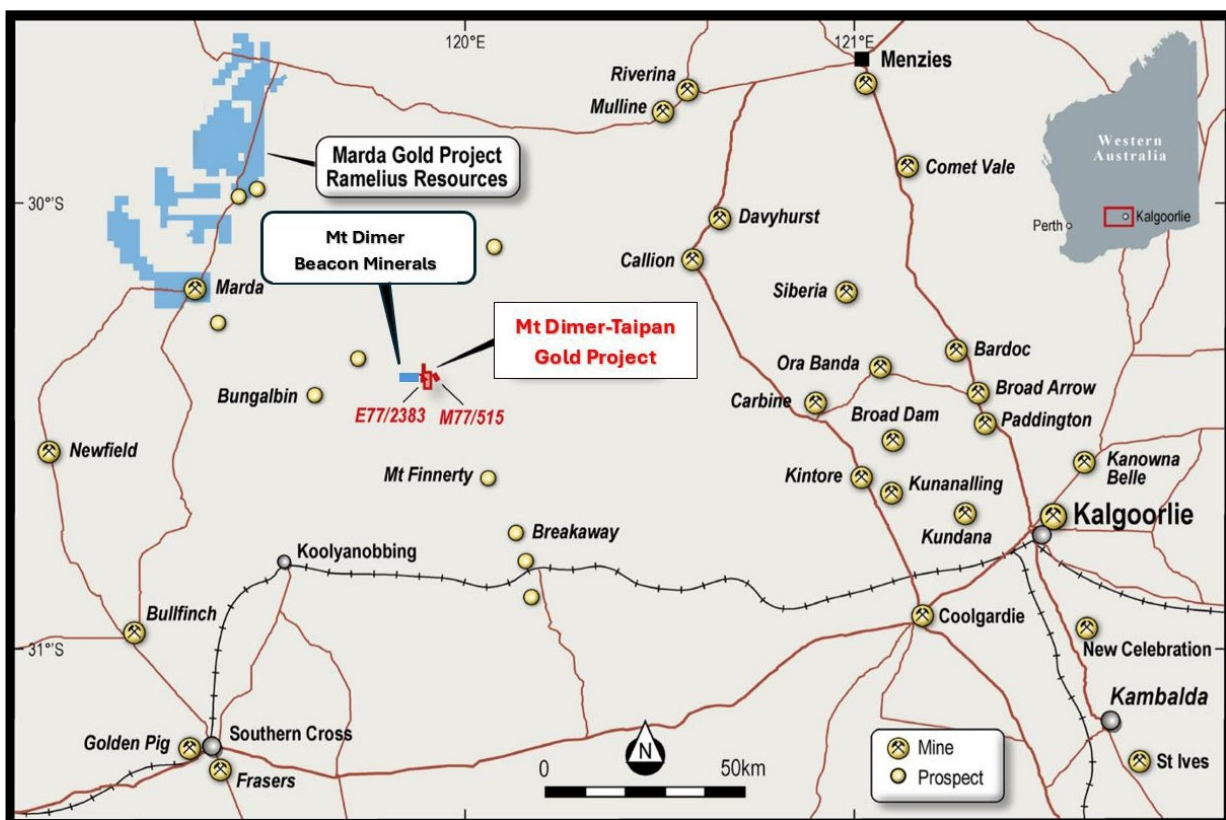 120°E
121°E
Menzies
Riverina
Mulline
Marda Gold Project
Ramelius Resources
Comet Vale
Western
Australia
Perth
Kalgoorlie
30°'S
Mt Dimer
Beacon Minerals
Davyhurst
Callion
Marda
Siberia
Mt Dimer-Taipan
Gold Project
Bardoc
Ora Banda
Bungalbin
E77/2383
M77/515
Carbine
Broad Arrow
Broad Dam
Paddington
Newfield
Mt Finnerty
Kintore
Kunanalling
Kanowna
Belle
Kundana
Kalgoorlie
Breakaway
Koolyanobbing
Bullfinch
Coolgardie
31°'S
New Celebration
Kambalda
Golden Pig
Southern Cross
Frasers
N
0
50km
Mine
Prospect
St Ives